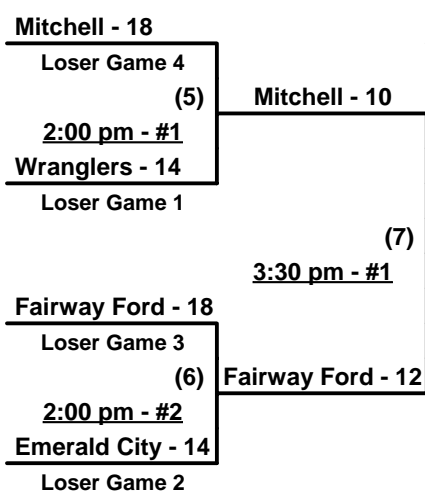 Mitchell - 18
Loser Game 4
(5)
Mitchell - 10
2:00 pm - #1
Wranglers - 14
Loser Game 1
(7)
3:30 pm - #1
Fairway Ford - 18
Loser Game 3
(6)
Fairway Ford - 12
2:00 pm - #2
Emerald City - 14
Loser Game 2